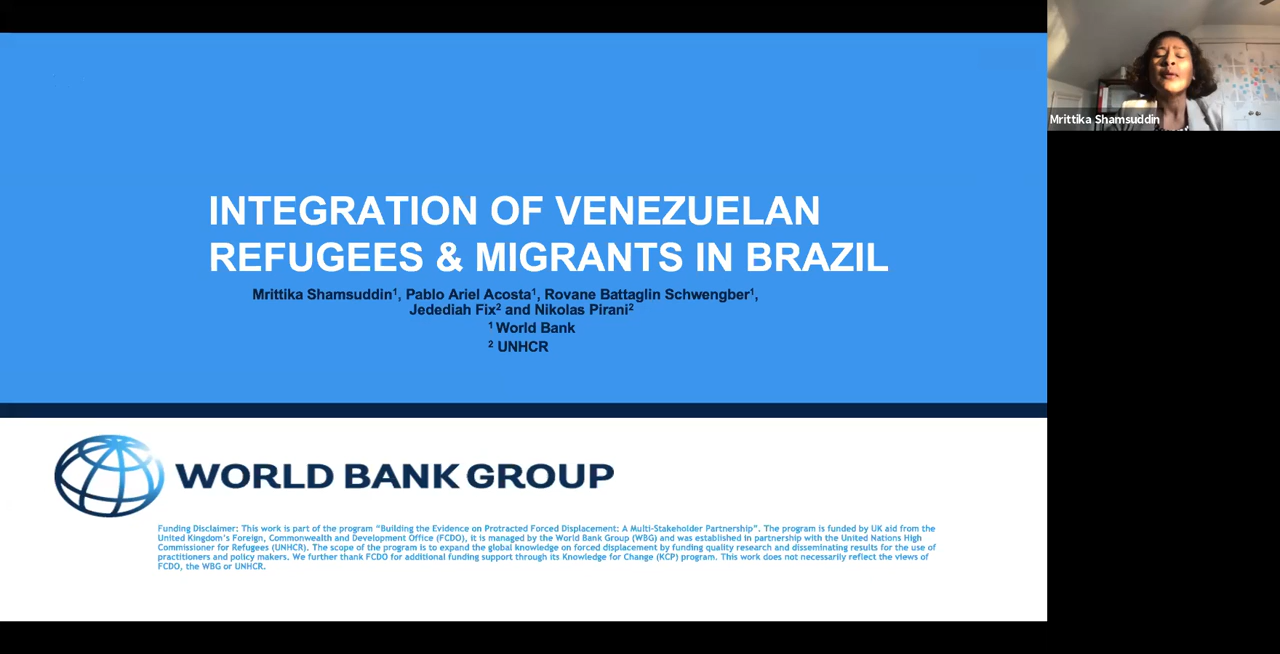 INTEGRATION OF VENEZUELAN
REFUGEES & MIGRANTS IN BRAZIL
Mrittika Shamsuddin¹, Pablo Ariel Acosta¹, Rovane Battaglin Schwengber¹,
Jedediah Fix² and Nikolas Pirani²
¹ World Bank
² UNHCR
WORLD BANK GROUP
Funding Disclaimer: This work is part of the program “Building the Evidence on Protracted Forced Displacement: A Multi-Stakeholder Partnership”. The program is funded by UK aid from the
United Kingdom’s Foreign, Commonwealth and Development Office (FCDO), it is managed by the World Bank Group (WBG) and was established in partnership with the United Nations High
Commissioner for Refugees (UNHCR). The scope of the program is to expand the global knowledge on forced displacement by funding quality research and disseminating results for the use of
practitioners and policy makers. We further thank FCDO for additional funding support through its Knowledge for Change (KCP) program. This work does not necessarily reflect the views of
FCDO, the WBG or UNHCR.
Mrittika Shamsuddin